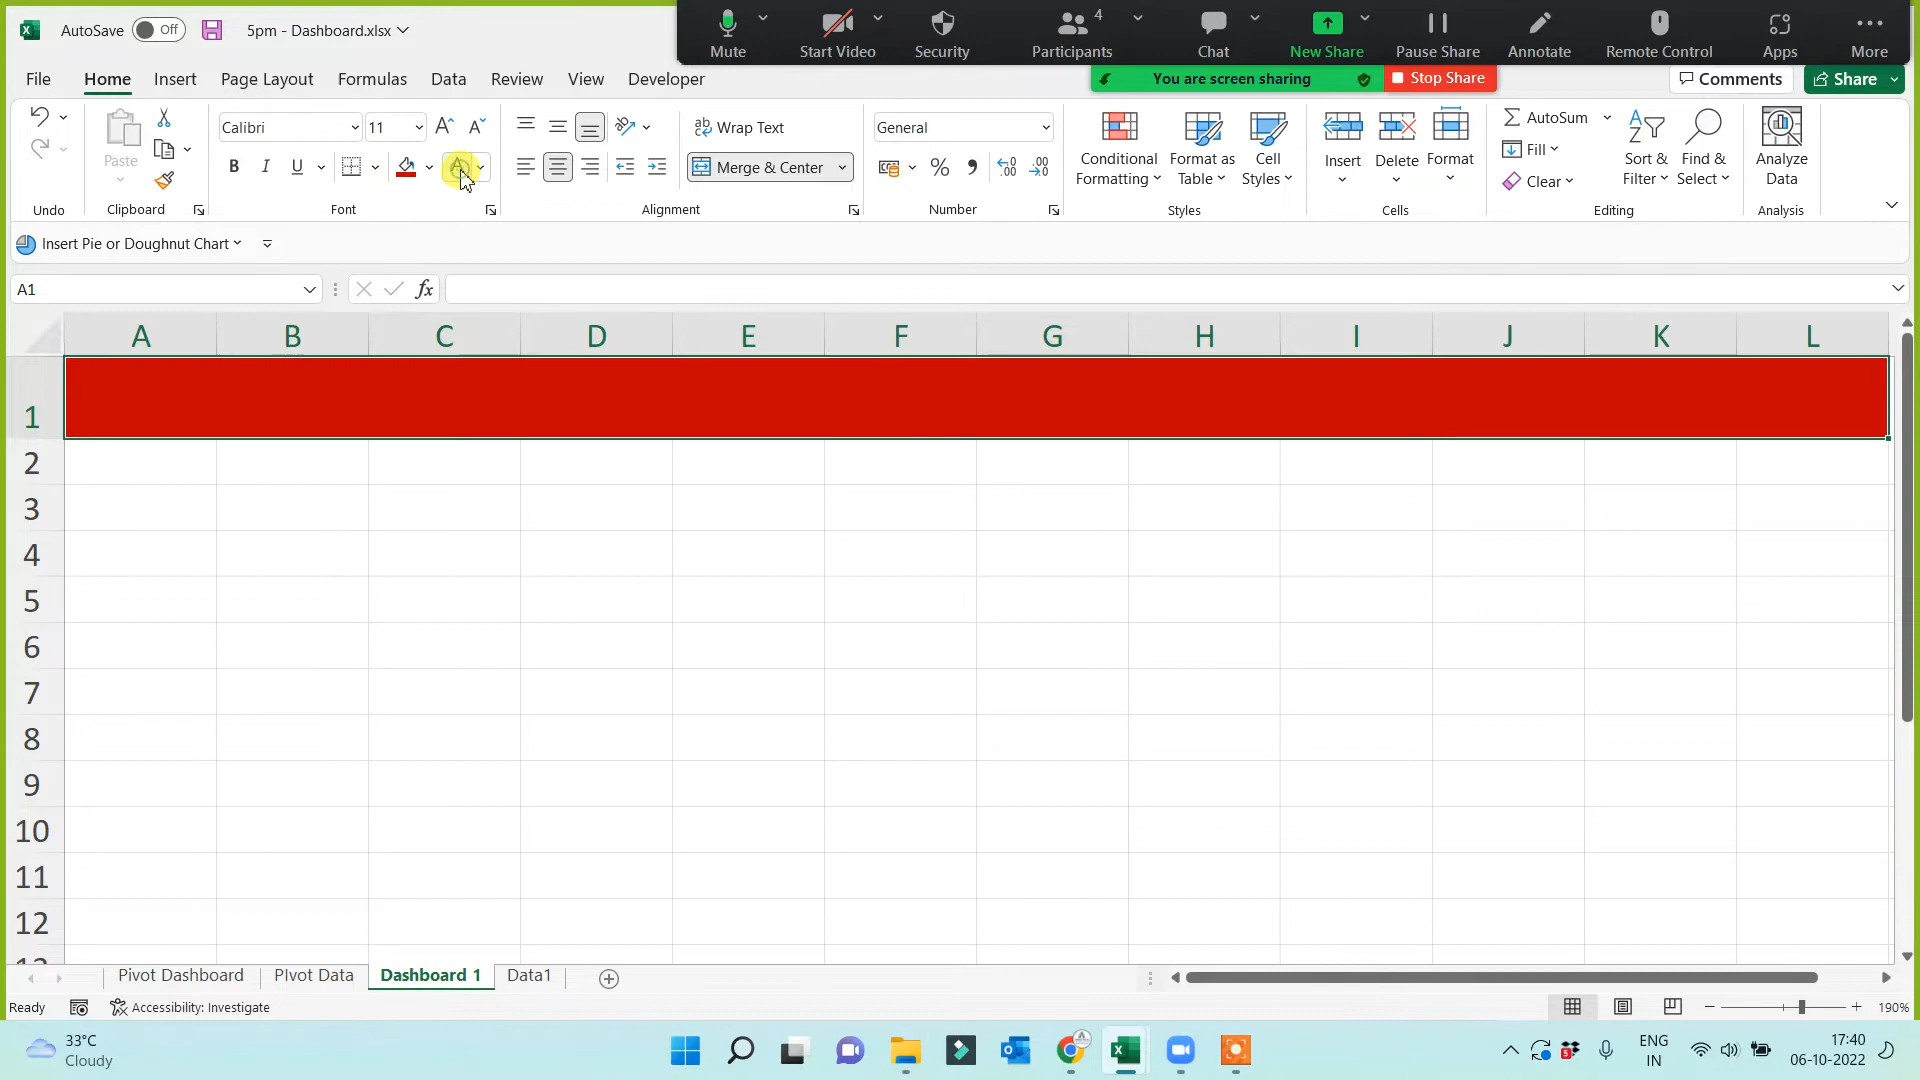 AutoSave Off 5pm - Dashboard.xlsx
Mute Start Video Security Participants 4 Chat New Share Pause Share Annotate Remote Control Apps More
You are screen sharing Stop Share
File Home Insert Page Layout Formulas Data Review View Developer Comments Share
Calibri 11 Wrap Text General AutoSum
Paste Merge & Center Conditional Formatting Format as Table Cell Styles Insert Delete Format Fill Clear Sort & Filter Find & Select Analyze Data
Undo Clipboard Font Alignment Number Styles Cells Editing Analysis
Insert Pie or Doughnut Chart
A1 fx
A B C D E F G H I J K L
1
2
3
4
5
6
7
8
9
10
11
12
13
Pivot Dashboard PIvot Data Dashboard 1 Data1
Ready Accessibility: Investigate 190%
33°C
Cloudy
ENG
IN
17:40
06-10-2022